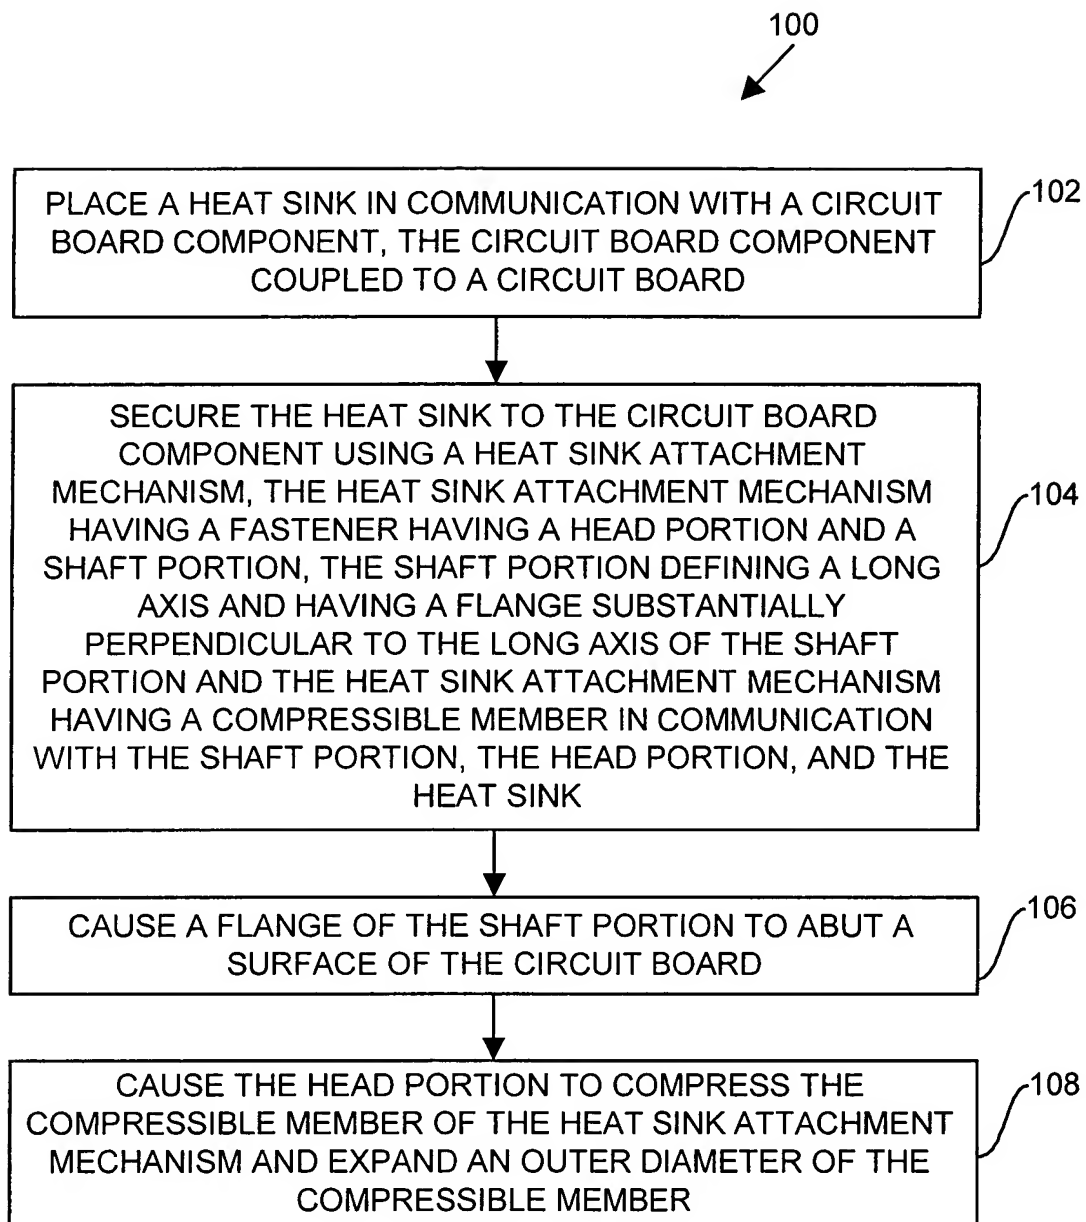 100
PLACE A HEAT SINK IN COMMUNICATION WITH A CIRCUIT
BOARD COMPONENT, THE CIRCUIT BOARD COMPONENT
COUPLED TO A CIRCUIT BOARD
102
SECURE THE HEAT SINK TO THE CIRCUIT BOARD
COMPONENT USING A HEAT SINK ATTACHMENT
MECHANISM, THE HEAT SINK ATTACHMENT MECHANISM
HAVING A FASTENER HAVING A HEAD PORTION AND A
SHAFT PORTION, THE SHAFT PORTION DEFINING A LONG
AXIS AND HAVING A FLANGE SUBSTANTIALLY
PERPENDICULAR TO THE LONG AXIS OF THE SHAFT
PORTION AND THE HEAT SINK ATTACHMENT MECHANISM
HAVING A COMPRESSIBLE MEMBER IN COMMUNICATION
WITH THE SHAFT PORTION, THE HEAD PORTION, AND THE
HEAT SINK
104
CAUSE A FLANGE OF THE SHAFT PORTION TO ABUT A
SURFACE OF THE CIRCUIT BOARD
106
CAUSE THE HEAD PORTION TO COMPRESS THE
COMPRESSIBLE MEMBER OF THE HEAT SINK ATTACHMENT
MECHANISM AND EXPAND AN OUTER DIAMETER OF THE
COMPRESSIBLE MEMBER
108